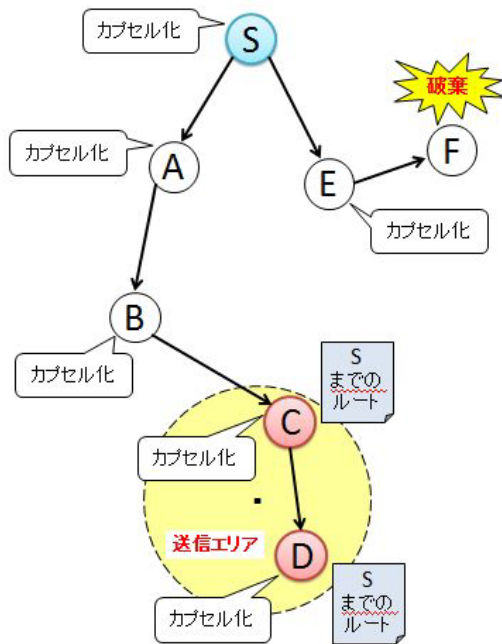 カプセル化
S
破棄
カプセル化
A
E
F
カプセル化
B
カプセル化
S
までの
ルート
C
カプセル化
送信エリア
D
カプセル化
S
までの
ルート